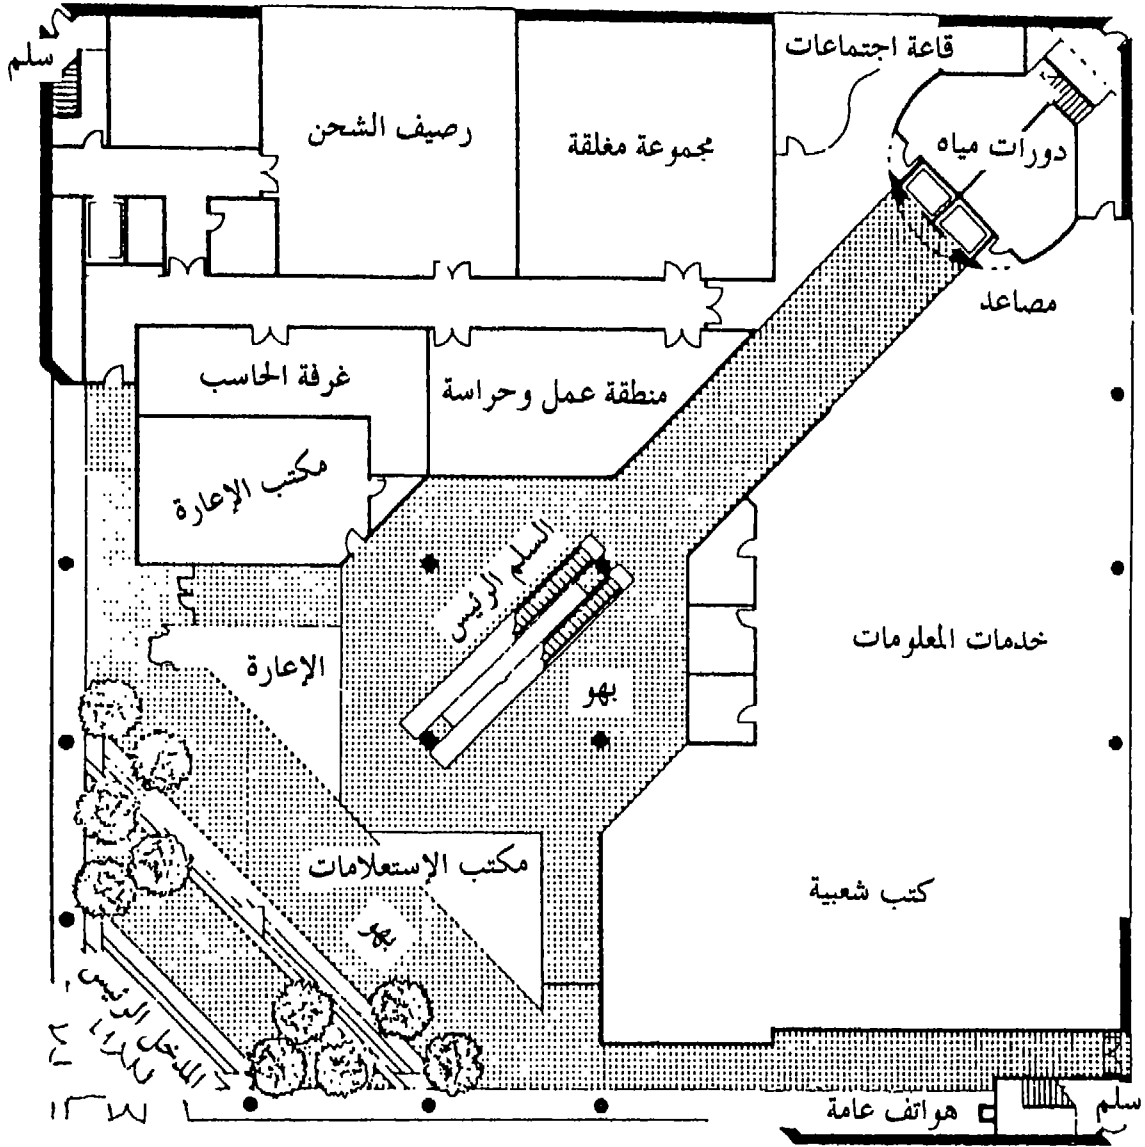 قاعة اجتماعات
سلم
رصيف الشحن
مجموعة مغلقة
دورات مياه
مصاعد
غرفة الحاسب
منطقة عمل وحراسة
مكتب الإعارة
السلم الرئيس
خدمات المعلومات
الإعارة
بهو
مكتب الإستعلامات
كتب شعبية
بهو
المدخل الرئيس
هواتف عامة
سلم